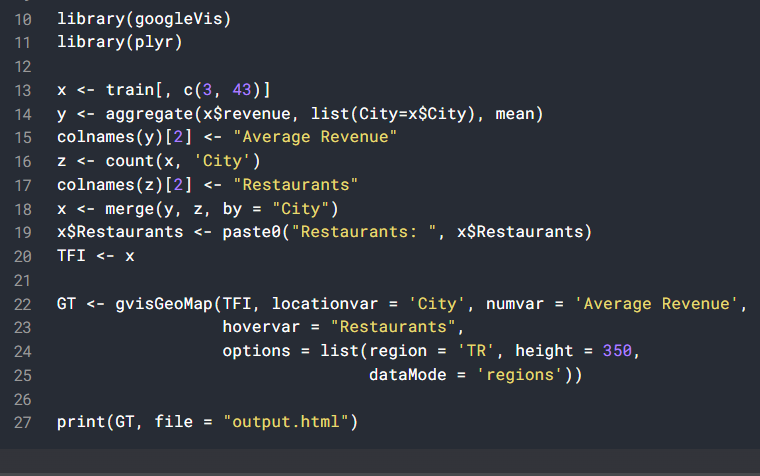 10 library(googleVis)
11 library(plyr)
12
13 x <- train[, c(3, 43)]
14 y <- aggregate(x$revenue, list(City=x$City), mean)
15 colnames(y)[2] <- "Average Revenue"
16 z <- count(x, 'City')
17 colnames(z)[2] <- "Restaurants"
18 x <- merge(y, z, by = "City")
19 x$Restaurants <- paste0("Restaurants: ", x$Restaurants)
20 TFI <- x
21
22 GT <- gvisGeoMap(TFI, locationvar = 'City', numvar = 'Average Revenue',
23                  hovervar = "Restaurants",
24                  options = list(region = 'TR', height = 350,
25                                 dataMode = 'regions'))
26
27 print(GT, file = "output.html")